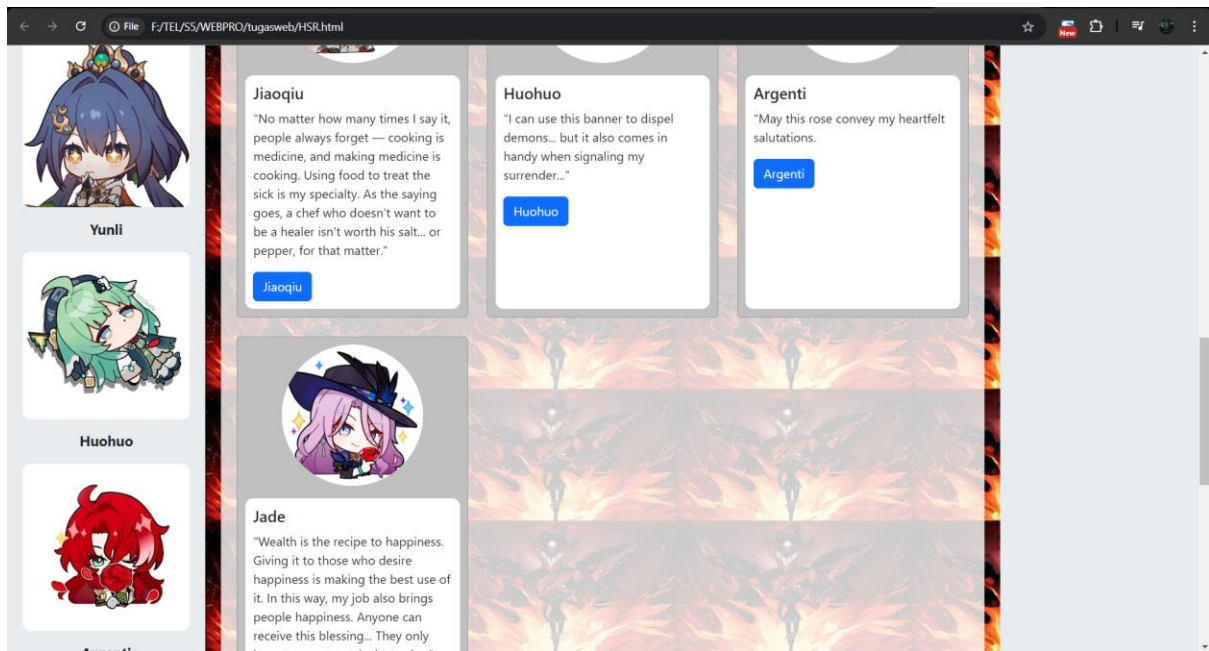 File F:/TEL/S5/WEBPRO/tugasweb/HSR.html
New
Yunli
Huohuo
Jiaoqiu
"No matter how many times I say it,
people always forget — cooking is
medicine, and making medicine is
cooking. Using food to treat the
sick is my specialty. As the saying
goes, a chef who doesn't want to
be a healer isn't worth his salt... or
pepper, for that matter."
Jiaoqiu
Huohuo
"I can use this banner to dispel
demons... but it also comes in
handy when signaling my
surrender..."
Huohuo
Argenti
"May this rose convey my heartfelt
salutations.
Argenti
Jade
"Wealth is the recipe to happiness.
Giving it to those who desire
happiness is making the best use of
it. In this way, my job also brings
people happiness. Anyone can
receive this blessing... They only